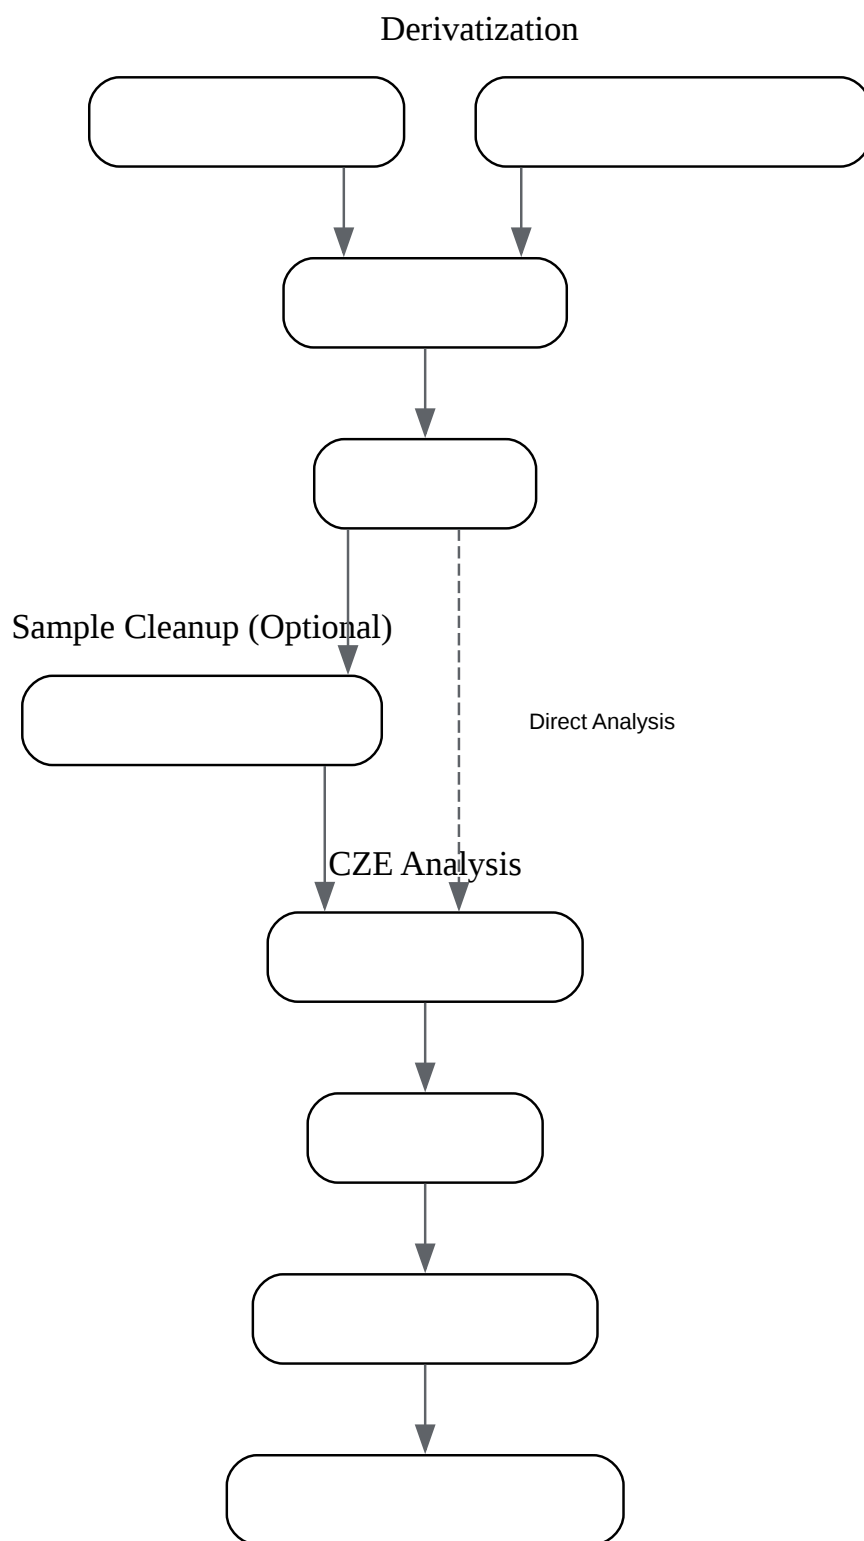 Derivatization
Sample Cleanup (Optional)
Direct Analysis
CZE Analysis